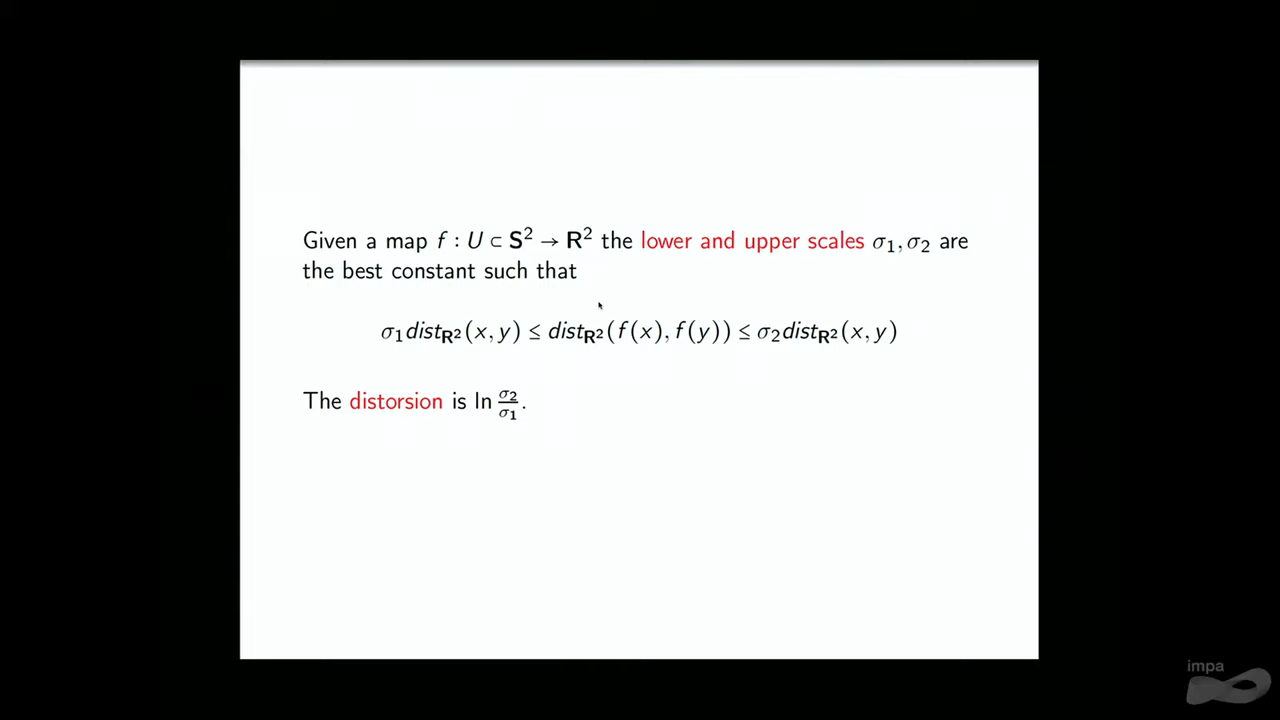 Given a map f : U ⊂ S² → R² the lower and upper scales σ₁, σ₂ are
the best constant such that
σ₁dist_R²(x, y) ≤ dist_R²(f(x), f(y)) ≤ σ₂dist_R²(x, y)
The distorsion is ln σ₂/σ₁.
impa